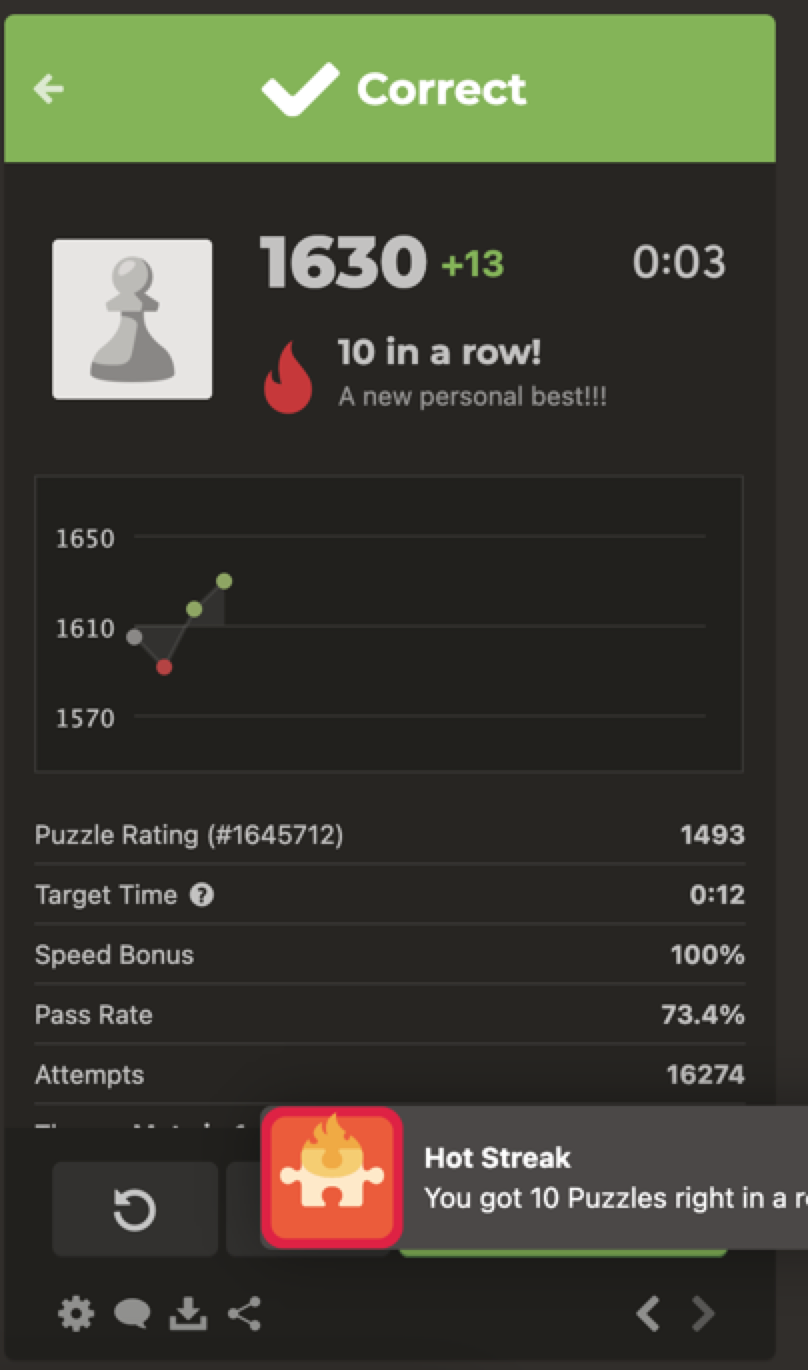 Correct
1630 +13 0:03
10 in a row!
A new personal best!!!
1650
1610
1570
Puzzle Rating (#1645712) 1493
Target Time ? 0:12
Speed Bonus 100%
Pass Rate 73.4%
Attempts 16274
Hot Streak
You got 10 Puzzles right in a